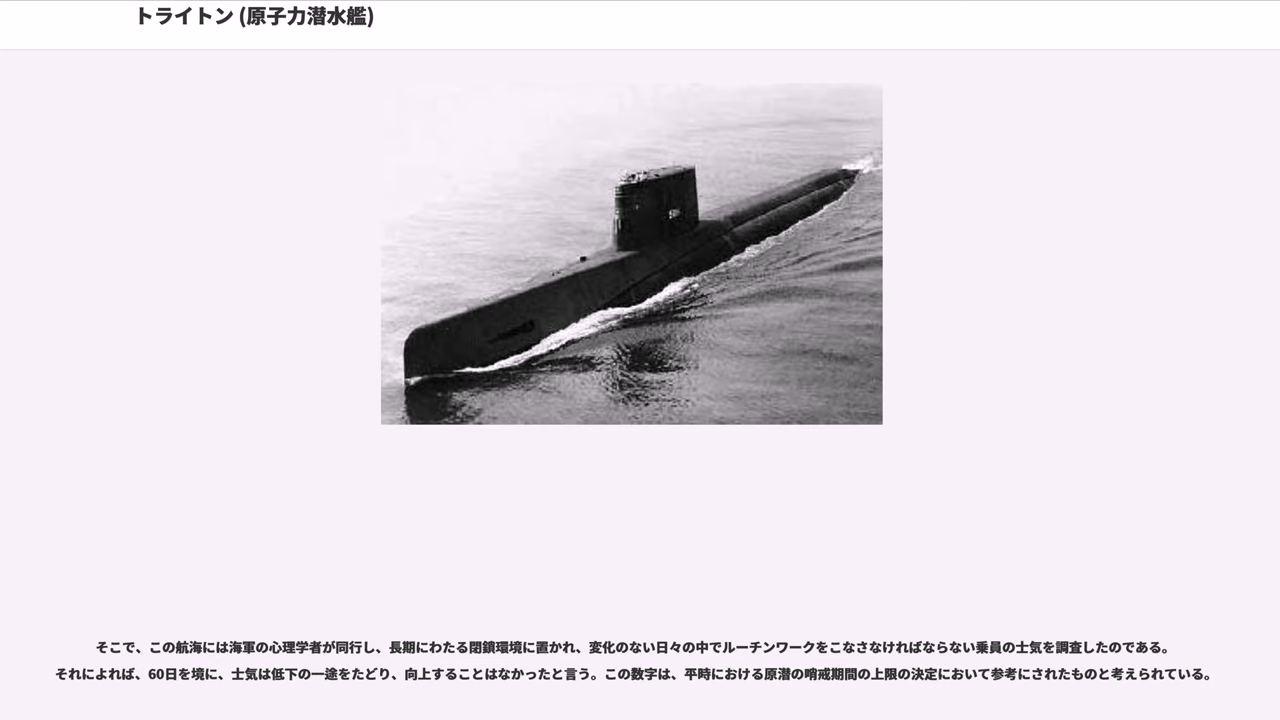 トライトン (原子力潜水艦)
そこで、この航海には海軍の心理学者が同行し、長期にわたる閉鎖環境に置かれ、変化のない日々の中でルーチンワークをこなさなければならない乗員の士気を調査したのである。
それによれば、60日を境に、士気は低下の一途をたどり、向上することはなかったと言う。この数字は、平時における原潜の哨戒期間の上限の決定において参考にされたものと考えられている。